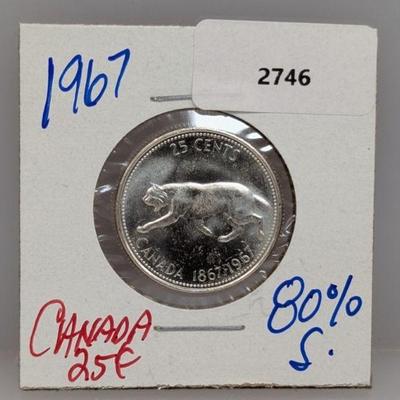 1967
2746
25 CENTS
CANADA 1867-1967
CANADA
25¢
80%
S.